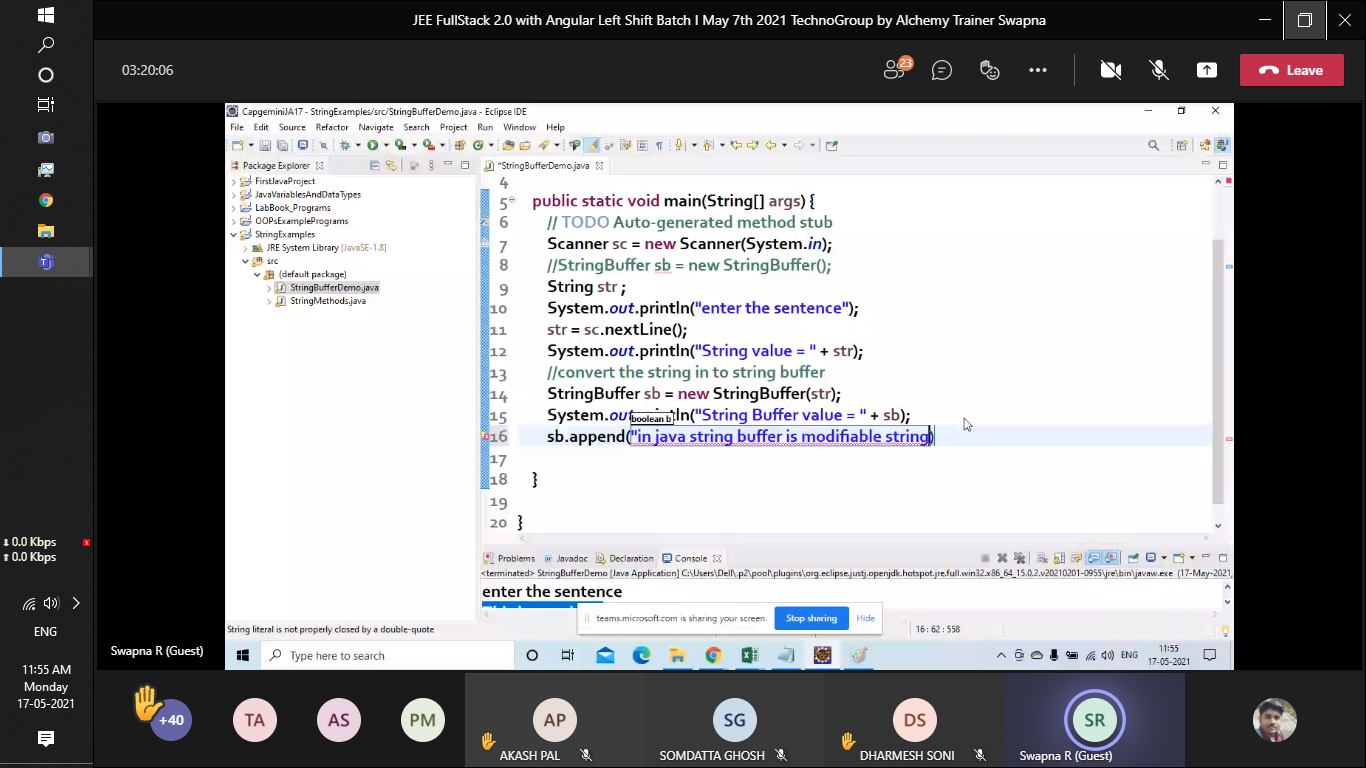 JEE FullStack 2.0 with Angular Left Shift Batch I May 7th 2021 TechnoGroup by Alchemy Trainer Swapna
03:20:06
23
Leave
CapgeminiJA17 - StringExamples/src/StringBufferDemo.java - Eclipse IDE
File Edit Source Refactor Navigate Search Project Run Window Help
Package Explorer
FirstJavaProject
JavaVariablesAndDataTypes
LabBook_Programs
OOPsExamplePrograms
StringExamples
JRE System Library [JavaSE-1.8]
src
(default package)
StringBufferDemo.java
StringMethods.java
*StringBufferDemo.java
4
5 public static void main(String[] args) {
6 // TODO Auto-generated method stub
7 Scanner sc = new Scanner(System.in);
8 //StringBuffer sb = new StringBuffer();
9 String str ;
10 System.out.println("enter the sentence");
11 str = sc.nextLine();
12 System.out.println("String value = " + str);
13 //convert the string in to string buffer
14 StringBuffer sb = new StringBuffer(str);
15 System.out.println("String Buffer value = " + sb);
boolean b
16 sb.append("in java string buffer is modifiable string)
17
18 }
19
20 }
Problems Javadoc Declaration Console
<terminated> StringBufferDemo [Java Application] C:\Users\Dell\.p2\pool\plugins\org.eclipse.justj.openjdk.hotspot.jre.full.win32.x86_64_15.0.2.v20210201-0955\jre\bin\javaw.exe (17-May-2021,
enter the sentence
teams.microsoft.com is sharing your screen.
Stop sharing
Hide
String literal is not properly closed by a double-quote
16 : 62 : 558
Type here to search
ENG
11:55
17-05-2021
Swapna R (Guest)
0.0 Kbps
0.0 Kbps
ENG
11:55 AM
Monday
17-05-2021
+40
TA
AS
PM
AP
AKASH PAL
SG
SOMDATTA GHOSH
DS
DHARMESH SONI
SR
Swapna R (Guest)